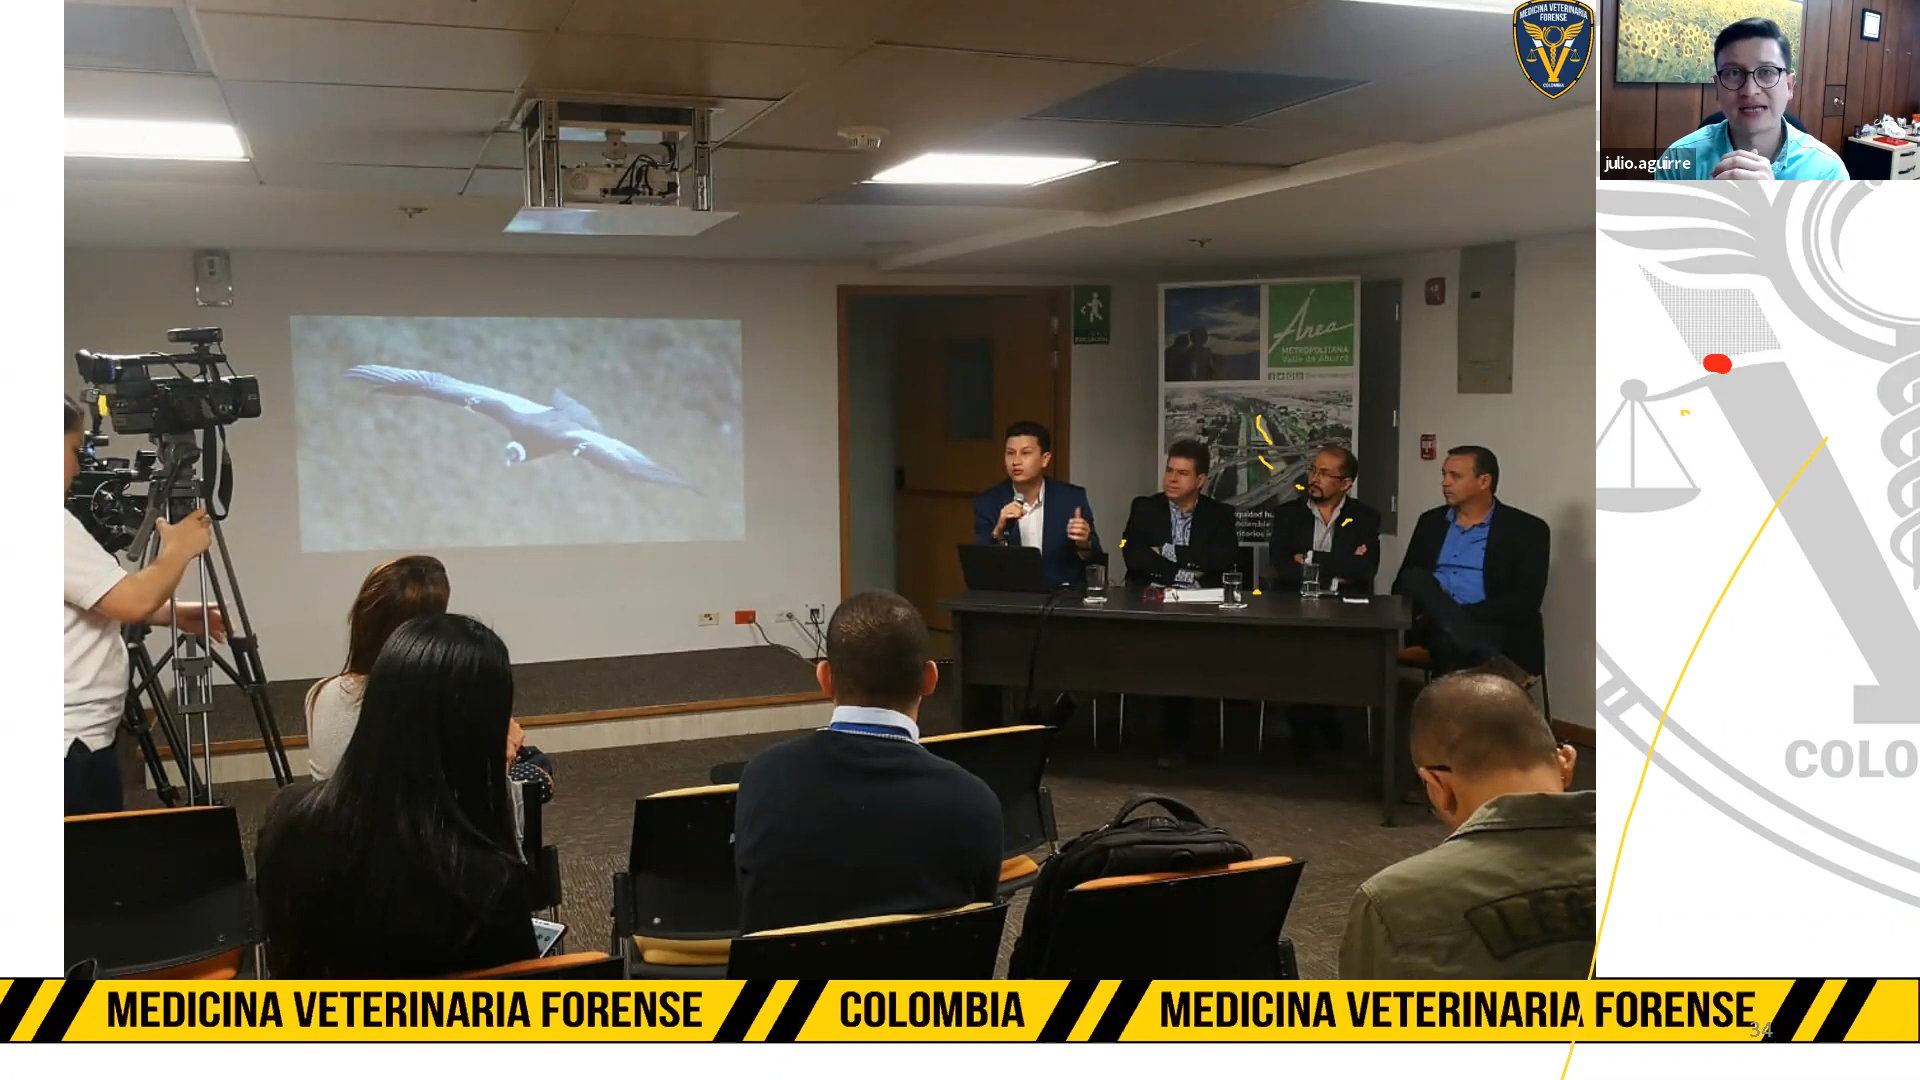 MEDICINA VETERINARIA
FORENSE
COLOMBIA
julio.aguirre
Área
METROPOLITANA
Valle de Aburrá
COLO
MEDICINA VETERINARIA FORENSE
COLOMBIA
MEDICINA VETERINARIA FORENSE
34